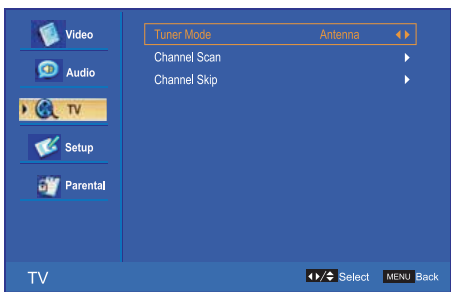 Video
Audio
TV
Setup
Parental
Tuner Mode Antenna
Channel Scan
Channel Skip
TV
Select MENU Back